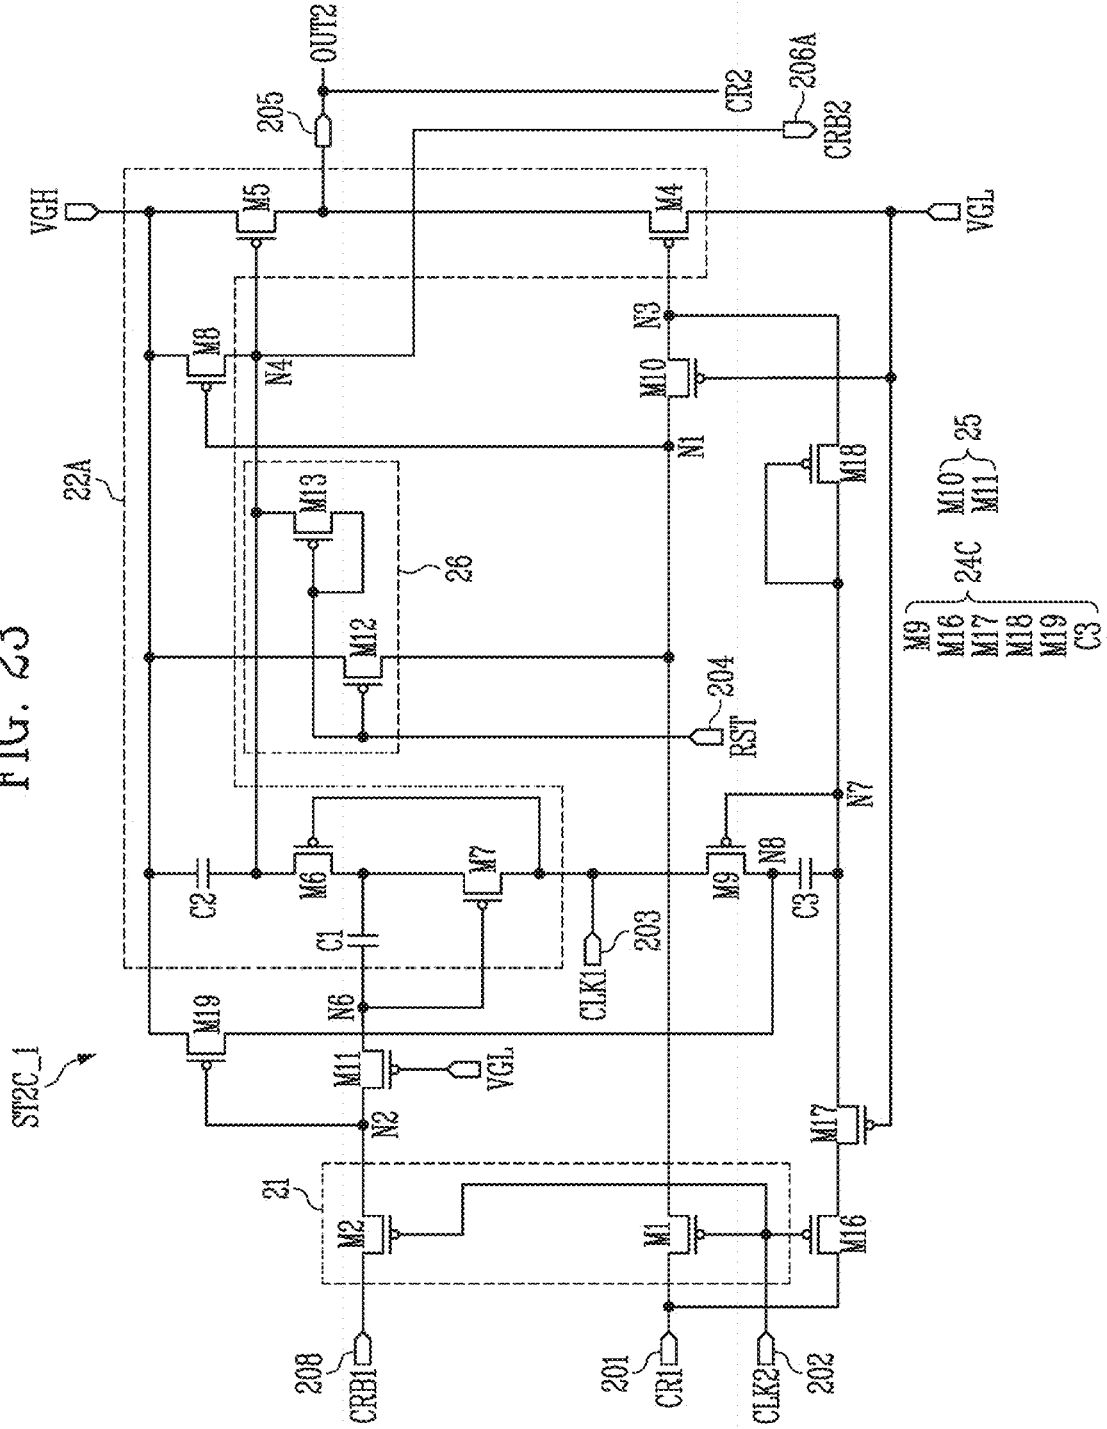 FIG. 23
ST2C_1
22A
VGH
205
OUT2
M5
M8
N4
C2
M19
M6
M13
26
M12
206A
CRB2
CR2
C1
N6
M7
M11
VGL
N2
21
M2
208
CRB1
CLK1
203
RST
204
N1
M10
N3
M4
VGL
M1
201
CR1
CLK2
202
M16
M17
M9
N8
C3
N7
M18
M9
M16
M17
M18
M19
C3
24C
M10
M11
25